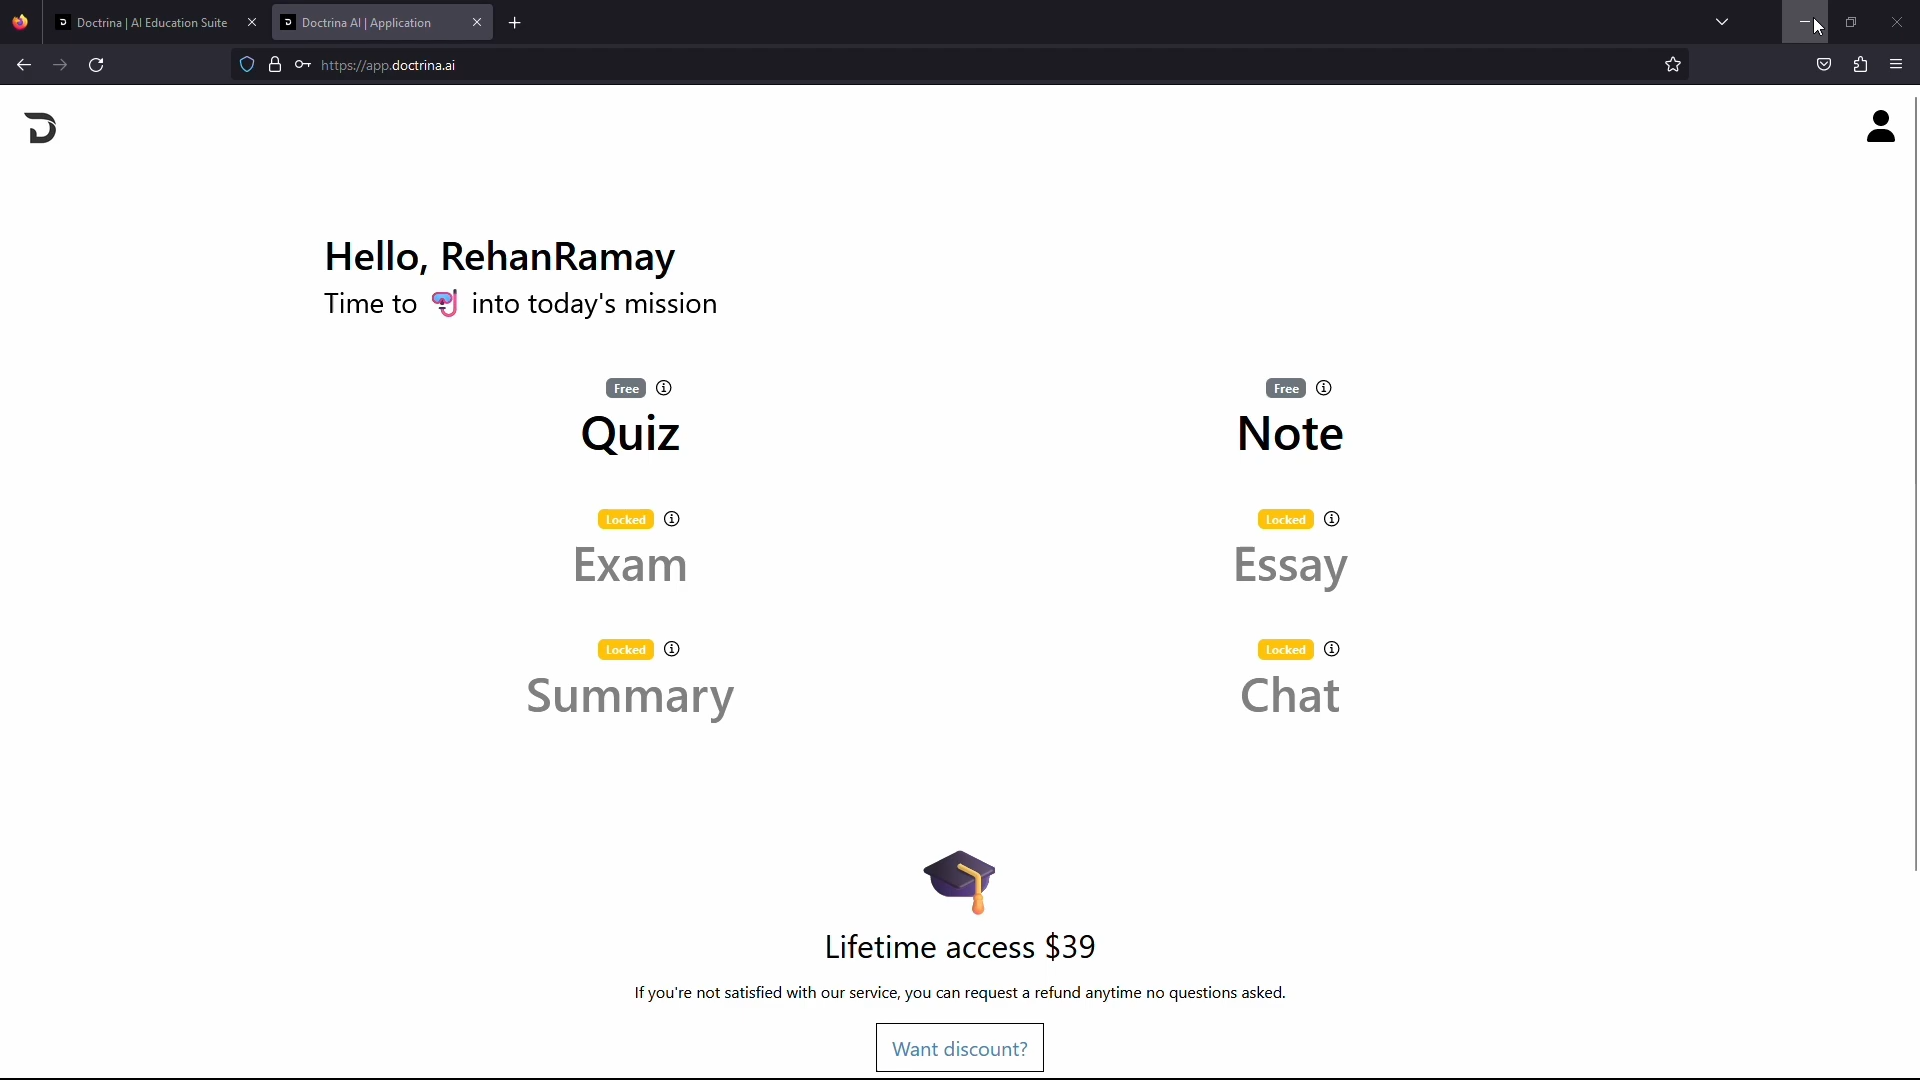 Doctrina | AI Education Suite
Doctrina AI | Application
https://app.doctrina.ai
Hello, RehanRamay
Time to 🤿 into today's mission
Free
Quiz
Free
Note
Locked
Exam
Locked
Essay
Locked
Summary
Locked
Chat
Lifetime access $39
If you're not satisfied with our service, you can request a refund anytime no questions asked.
Want discount?